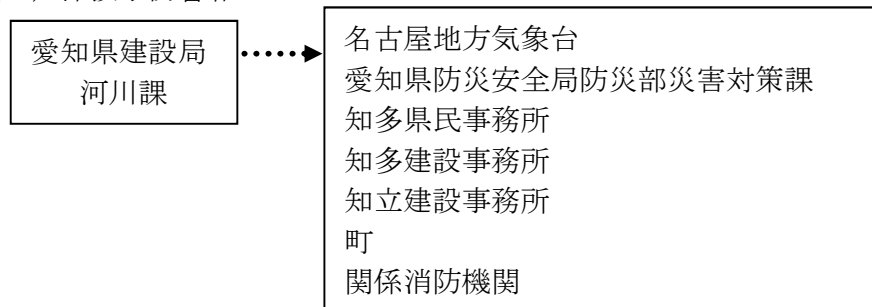 愛知県建設局
河川課
名古屋地方気象台
愛知県防災安全局防災部災害対策課
知多県民事務所
知多建設事務所
知立建設事務所
町
関係消防機関